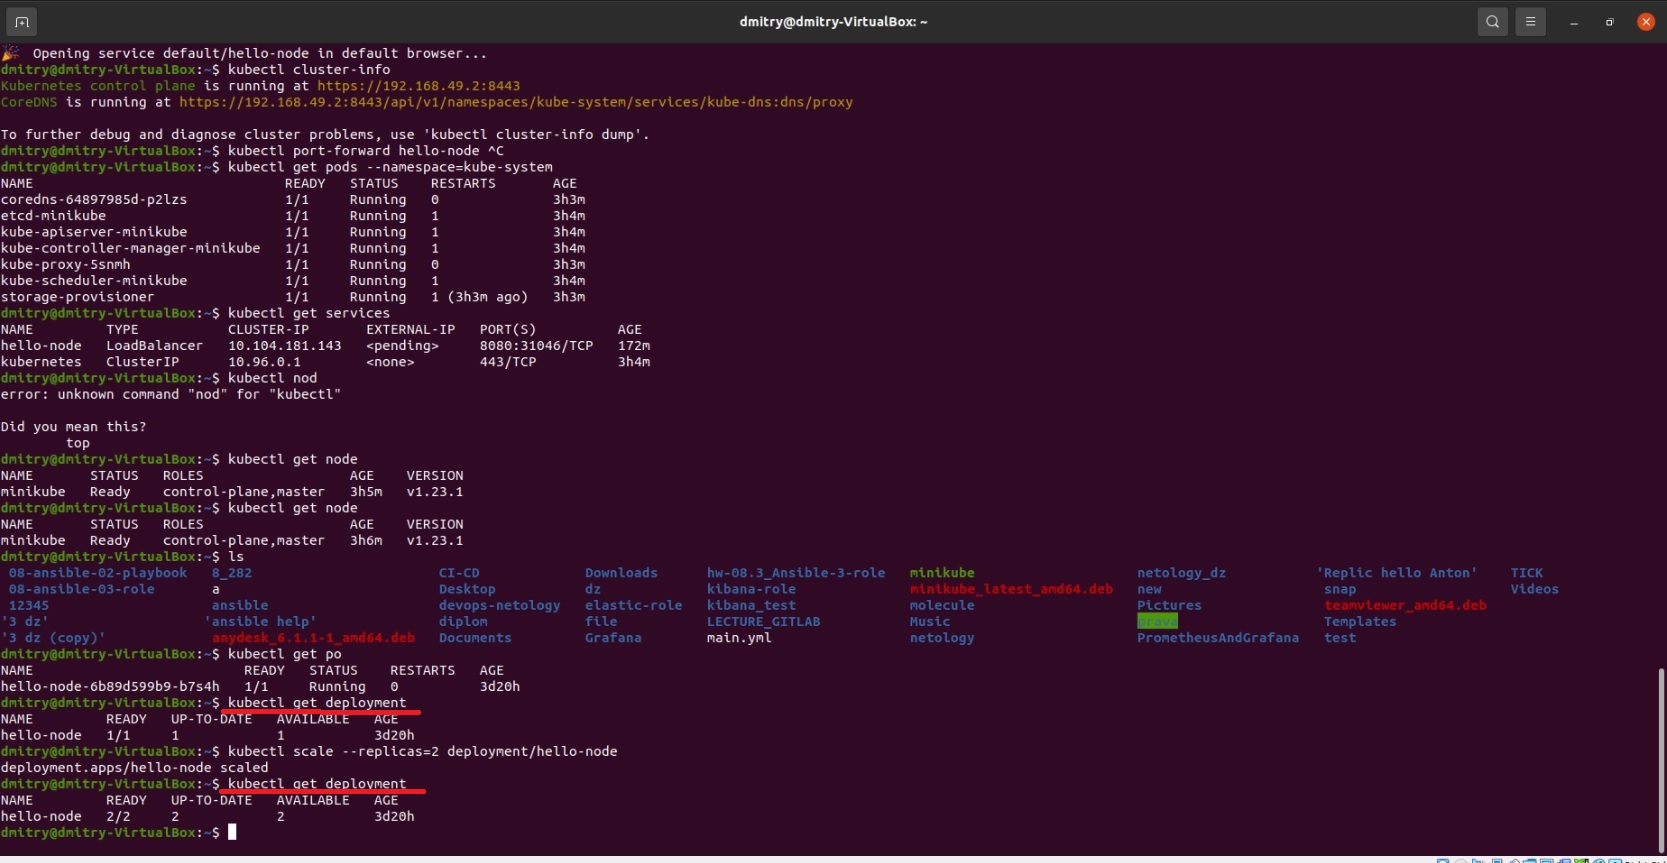 dmitry@dmitry-VirtualBox: ~
Opening service default/hello-node in default browser...
dmitry@dmitry-VirtualBox:~$ kubectl cluster-info
Kubernetes control plane is running at https://192.168.49.2:8443
CoreDNS is running at https://192.168.49.2:8443/api/v1/namespaces/kube-system/services/kube-dns:dns/proxy
To further debug and diagnose cluster problems, use 'kubectl cluster-info dump'.
dmitry@dmitry-VirtualBox:~$ kubectl port-forward hello-node ^C
dmitry@dmitry-VirtualBox:~$ kubectl get pods --namespace=kube-system
NAME READY STATUS RESTARTS AGE
coredns-64897985d-p2lzs 1/1 Running 0 3h3m
etcd-minikube 1/1 Running 1 3h4m
kube-apiserver-minikube 1/1 Running 1 3h4m
kube-controller-manager-minikube 1/1 Running 1 3h4m
kube-proxy-5snmh 1/1 Running 0 3h3m
kube-scheduler-minikube 1/1 Running 1 3h4m
storage-provisioner 1/1 Running 1 (3h3m ago) 3h3m
dmitry@dmitry-VirtualBox:~$ kubectl get services
NAME TYPE CLUSTER-IP EXTERNAL-IP PORT(S) AGE
hello-node LoadBalancer 10.104.181.143 <pending> 8080:31046/TCP 172m
kubernetes ClusterIP 10.96.0.1 <none> 443/TCP 3h4m
dmitry@dmitry-VirtualBox:~$ kubectl nod
error: unknown command "nod" for "kubectl"
Did you mean this?
top
dmitry@dmitry-VirtualBox:~$ kubectl get node
NAME STATUS ROLES AGE VERSION
minikube Ready control-plane,master 3h5m v1.23.1
dmitry@dmitry-VirtualBox:~$ kubectl get node
NAME STATUS ROLES AGE VERSION
minikube Ready control-plane,master 3h6m v1.23.1
dmitry@dmitry-VirtualBox:~$ ls
08-ansible-02-playbook 8_282 CI-CD Downloads hw-08.3_Ansible-3-role minikube netology_dz 'Replic hello Anton' TICK
08-ansible-03-role a Desktop dz kibana-role minikube_latest_amd64.deb new snap Videos
12345 ansible devops-netology elastic-role kibana_test molecule Pictures teamviewer_amd64.deb
'3 dz' 'ansible help' diplom file LECTURE_GITLAB Music prava Templates
'3 dz (copy)' anydesk_6.1.1-1_amd64.deb Documents Grafana main.yml netology PrometheusAndGrafana test
dmitry@dmitry-VirtualBox:~$ kubectl get po
NAME READY STATUS RESTARTS AGE
hello-node-6b89d599b9-b7s4h 1/1 Running 0 3d20h
dmitry@dmitry-VirtualBox:~$ kubectl get deployment
NAME READY UP-TO-DATE AVAILABLE AGE
hello-node 1/1 1 1 3d20h
dmitry@dmitry-VirtualBox:~$ kubectl scale --replicas=2 deployment/hello-node
deployment.apps/hello-node scaled
dmitry@dmitry-VirtualBox:~$ kubectl get deployment
NAME READY UP-TO-DATE AVAILABLE AGE
hello-node 2/2 2 2 3d20h
dmitry@dmitry-VirtualBox:~$